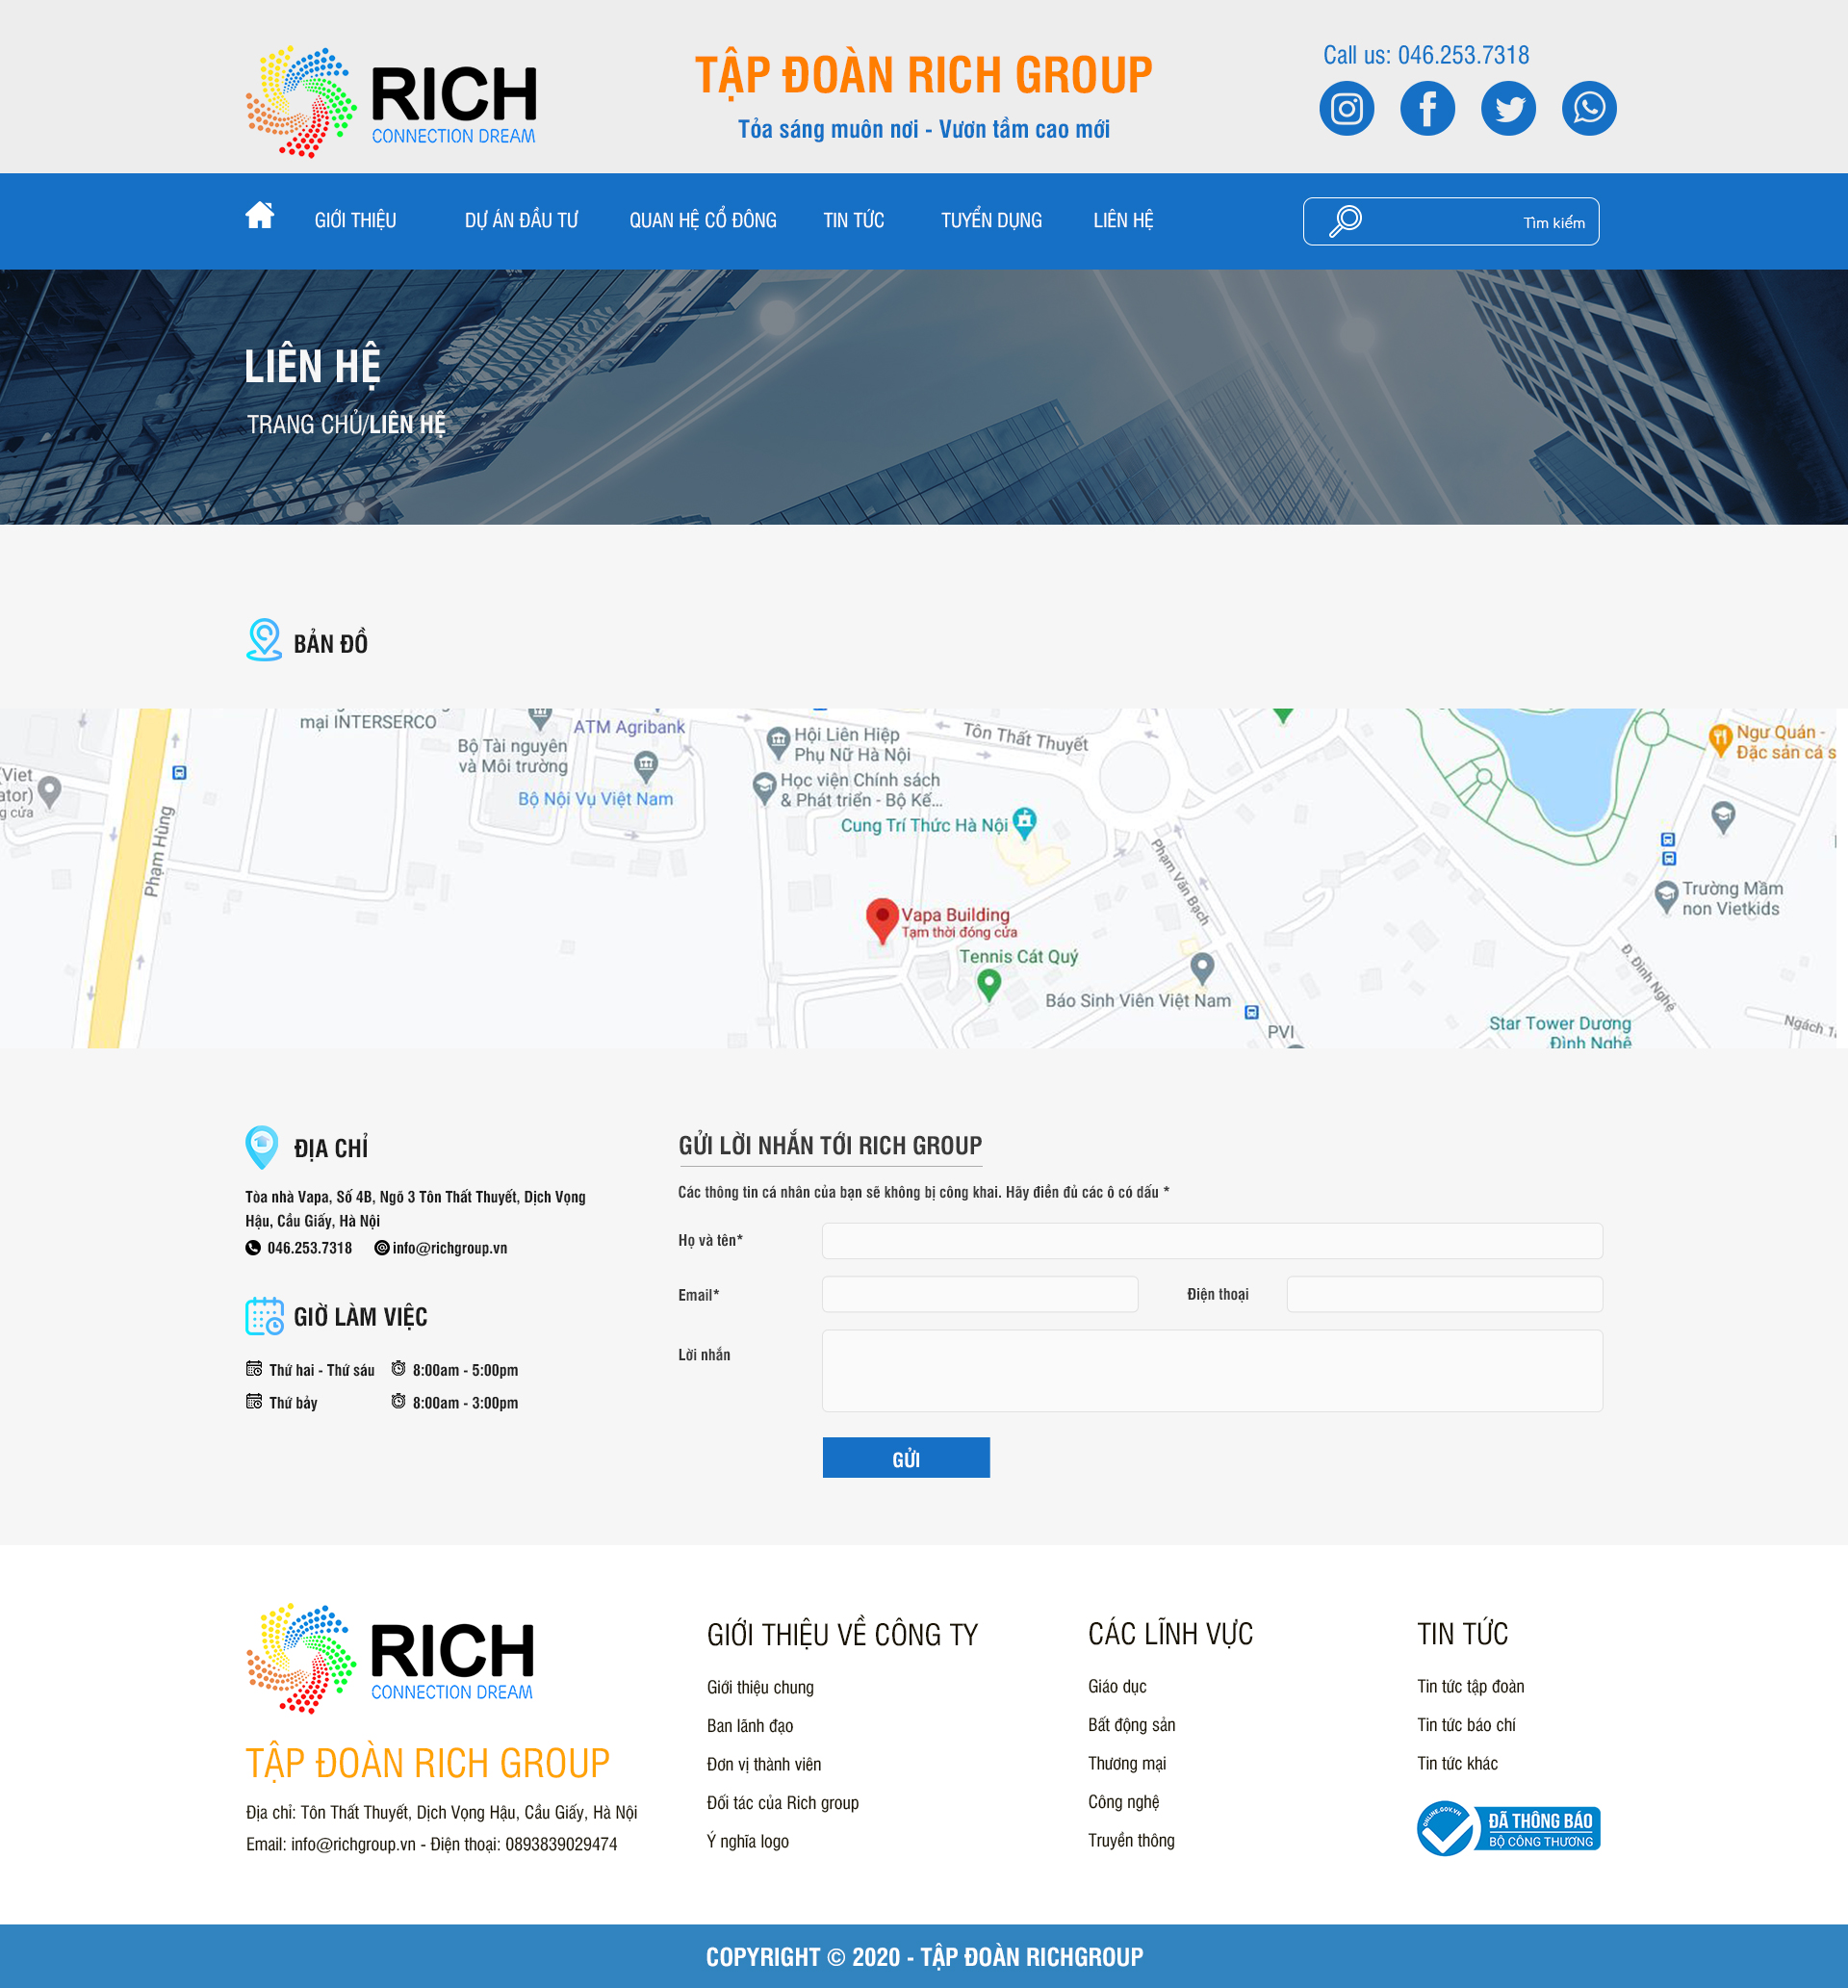 RICH
CONNECTION DREAM
TẬP ĐOÀN RICH GROUP
Tỏa sáng muôn nơi - Vươn tầm cao mới
Call us: 046.253.7318
GIỚI THIỆU
DỰ ÁN ĐẦU TƯ
QUAN HỆ CỔ ĐÔNG
TIN TỨC
TUYỂN DỤNG
LIÊN HỆ
Tìm kiếm
LIÊN HỆ
TRANG CHỦ/LIÊN HỆ
BẢN ĐỒ
mại INTERSERCO
ATM Agribank
Bộ Tài nguyên
và Môi trường
Bộ Nội Vụ Việt Nam
Hội Liên Hiệp
Phụ Nữ Hà Nội
Học viện Chính sách
& Phát triển - Bộ Kế...
Cung Trí Thức Hà Nội
Tôn Thất Thuyết
Ngư Quán -
Đặc sản cá s
(Viet
ator)
g cửa
Phạm Hùng
Phạm Văn Bạch
Trường Mầm
non Vietkids
Vapa Building
Tạm thời đóng cửa
Tennis Cát Quý
Báo Sinh Viên Việt Nam
PVI
Đ. Đình Nghệ
Star Tower Dương
Đình Nghệ
Ngách 1
ĐỊA CHỈ
Tòa nhà Vapa, Số 4B, Ngõ 3 Tôn Thất Thuyết, Dịch Vọng
Hậu, Cầu Giấy, Hà Nội
046.253.7318 info@richgroup.vn
GIỜ LÀM VIỆC
Thứ hai - Thứ sáu 8:00am - 5:00pm
Thứ bảy 8:00am - 3:00pm
GỬI LỜI NHẮN TỚI RICH GROUP
Các thông tin cá nhân của bạn sẽ không bị công khai. Hãy điền đủ các ô có dấu *
Họ và tên*
Email*
Điện thoại
Lời nhắn
GỬI
RICH
CONNECTION DREAM
TẬP ĐOÀN RICH GROUP
Địa chỉ: Tôn Thất Thuyết, Dịch Vọng Hậu, Cầu Giấy, Hà Nội
Email: info@richgroup.vn - Điện thoại: 0893839029474
GIỚI THIỆU VỀ CÔNG TY
Giới thiệu chung
Ban lãnh đạo
Đơn vị thành viên
Đối tác của Rich group
Ý nghĩa logo
CÁC LĨNH VỰC
Giáo dục
Bất động sản
Thương mại
Công nghệ
Truyền thông
TIN TỨC
Tin tức tập đoàn
Tin tức báo chí
Tin tức khác
ONLINE.GOV.VN
ĐÃ THÔNG BÁO
BỘ CÔNG THƯƠNG
COPYRIGHT © 2020 - TẬP ĐOÀN RICHGROUP